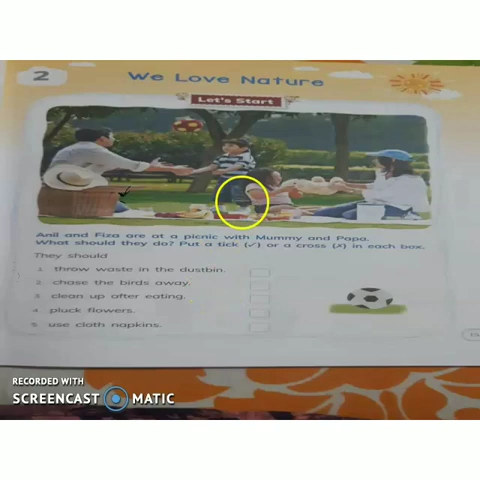 2
We Love Nature
Let's Start
Anil and Fiza are at a picnic with Mummy and Papa.
What should they do? Put a tick (✓) or a cross (✗) in each box.
They should
1. throw waste in the dustbin.
2. chase the birds away.
3. clean up after eating.
4. pluck flowers.
5. use cloth napkins.
RECORDED WITH
SCREENCAST MATIC